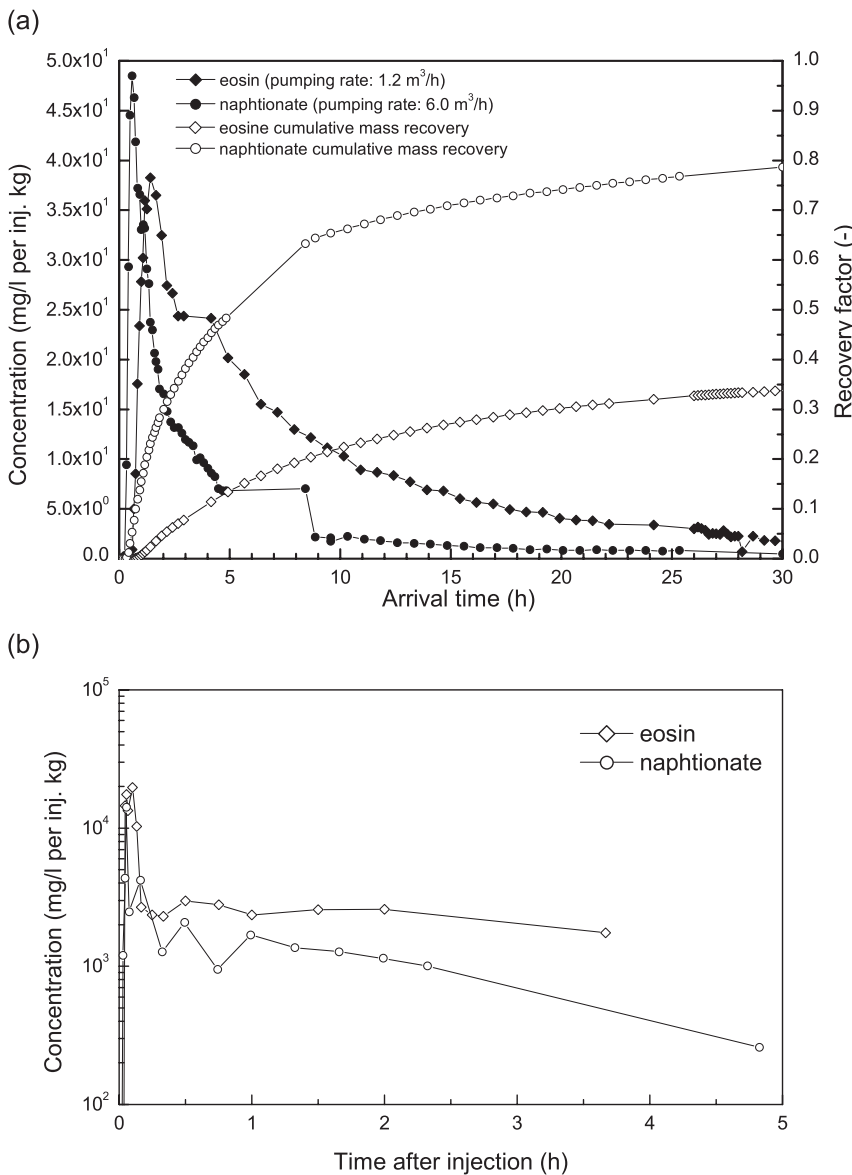 (a)
5.0x10¹
4.5x10¹
4.0x10¹
3.5x10¹
3.0x10¹
2.5x10¹
2.0x10¹
1.5x10¹
1.0x10¹
5.0x10⁰
0.0
Concentration (mg/l per inj. kg)
eosin (pumping rate: 1.2 m³/h)
naphtionate (pumping rate: 6.0 m³/h)
eosine cumulative mass recovery
naphtionate cumulative mass recovery
1.0
0.9
0.8
0.7
0.6
0.5
0.4
0.3
0.2
0.1
0.0
Recovery factor (-)
0 5 10 15 20 25 30
Arrival time (h)
(b)
10⁵
10⁴
10³
10²
Concentration (mg/l per inj. kg)
eosin
naphtionate
0 1 2 3 4 5
Time after injection (h)